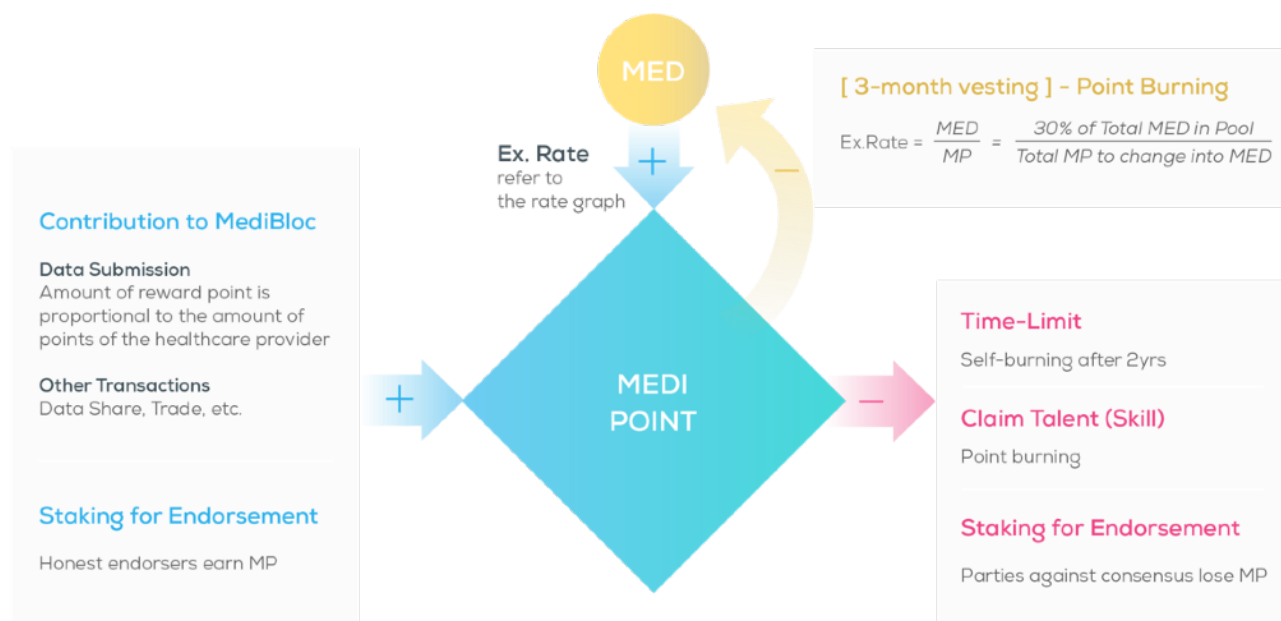 MED
[ 3-month vesting ] - Point Burning
Ex.Rate = MED / MP = 30% of Total MED in Pool / Total MP to change into MED
Ex. Rate
refer to
the rate graph
+
−
Contribution to MediBloc
Data Submission
Amount of reward point is
proportional to the amount of
points of the healthcare provider
Other Transactions
Data Share, Trade, etc.
Staking for Endorsement
Honest endorsers earn MP
+
MEDI
POINT
−
Time-Limit
Self-burning after 2yrs
Claim Talent (Skill)
Point burning
Staking for Endorsement
Parties against consensus lose MP